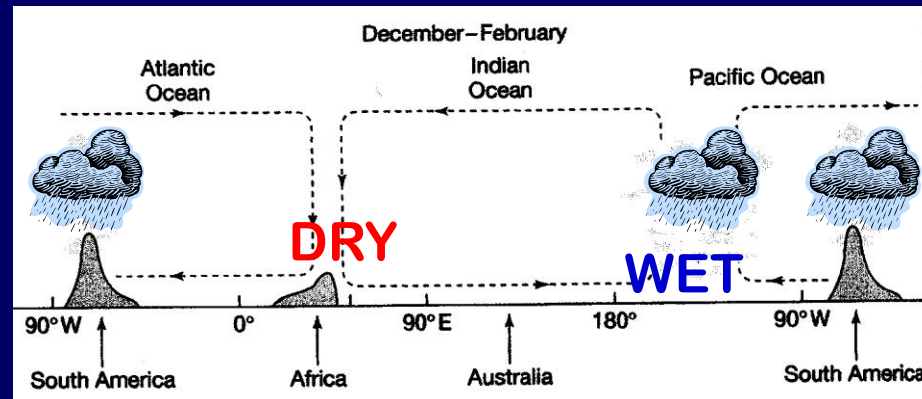 December–February
Atlantic
Ocean
Indian
Ocean
Pacific Ocean
DRY
WET
90°W
0°
90°E
180°
90°W
South America
Africa
Australia
South America